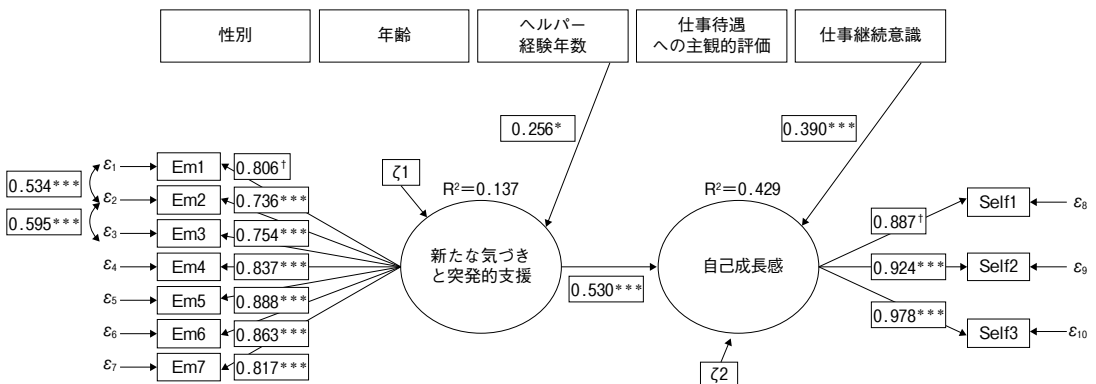 性別
年齢
ヘルパー
経験年数
仕事待遇
への主観的評価
仕事継続意識
0.256*
0.390***
ζ1
R²=0.137
R²=0.429
0.534***
0.595***
ε1
Em1
0.806†
ε2
Em2
0.736***
ε3
Em3
0.754***
ε4
Em4
0.837***
ε5
Em5
0.888***
ε6
Em6
0.863***
ε7
Em7
0.817***
新たな気づき
と突発的支援
0.530***
自己成長感
ζ2
0.887†
Self1
ε8
0.924***
Self2
ε9
0.978***
Self3
ε10